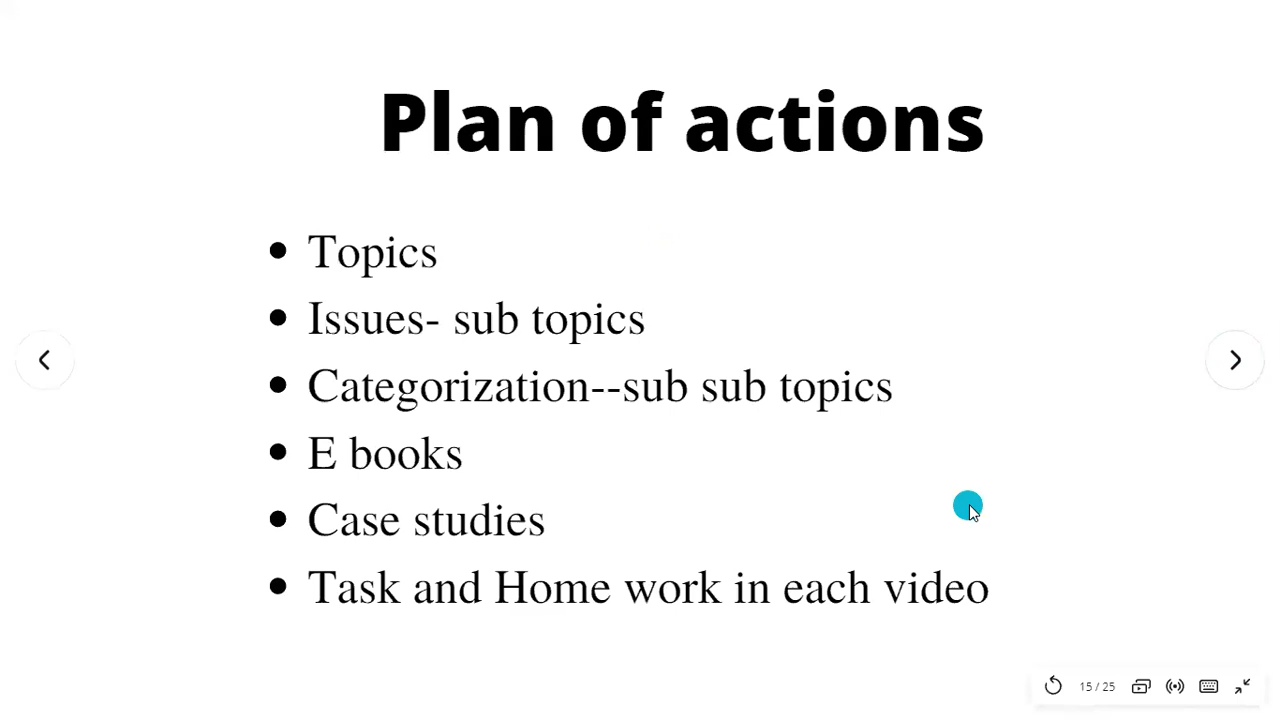 Plan of actions
• Topics
• Issues- sub topics
• Categorization--sub sub topics
• E books
• Case studies
• Task and Home work in each video
15 / 25